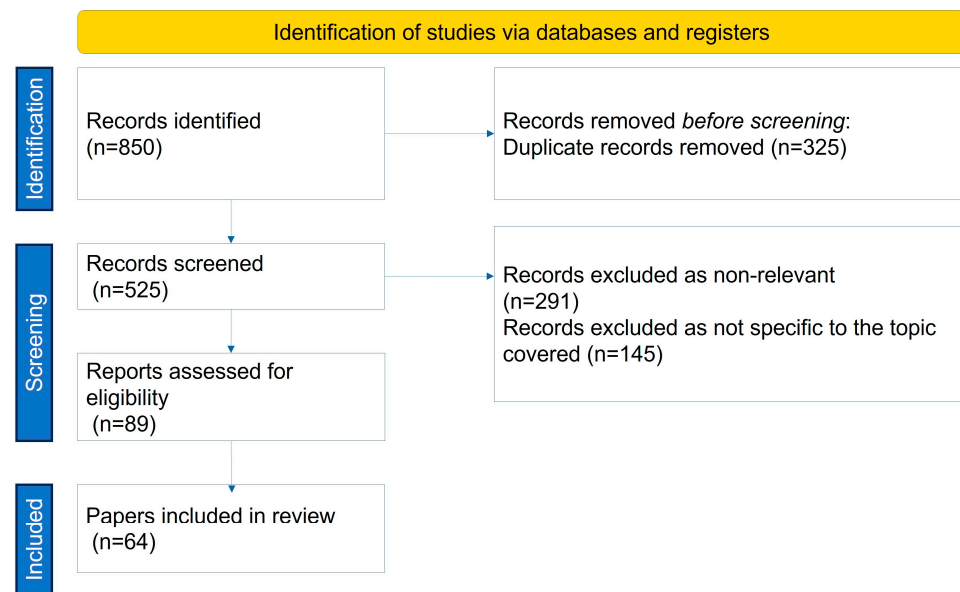 Identification of studies via databases and registers
Identification
Records identified
(n=850)
Records removed before screening:
Duplicate records removed (n=325)
Screening
Records screened
(n=525)
Records excluded as non-relevant
(n=291)
Records excluded as not specific to the topic
covered (n=145)
Reports assessed for
eligibility
(n=89)
Included
Papers included in review
(n=64)